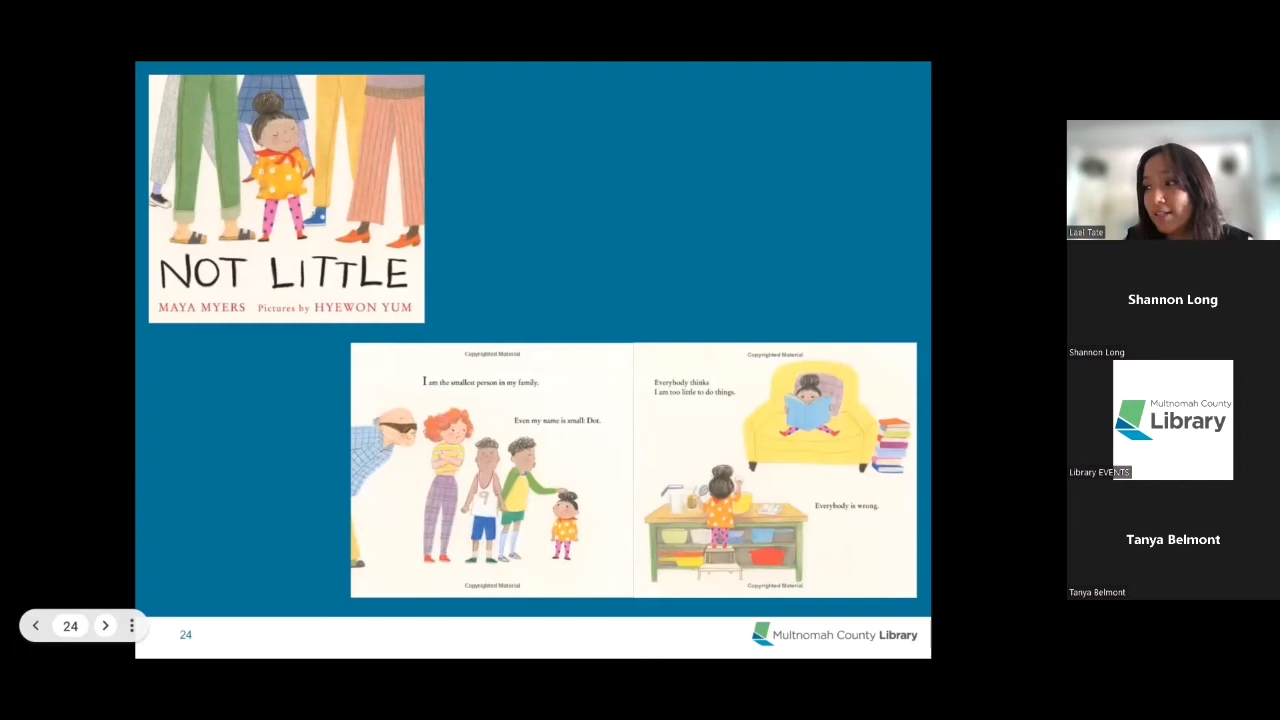 NOT LITTLE
MAYA MYERS Pictures by HYEWON YUM
Copyrighted Material
I am the smallest person in my family.
Even my name is small: Dot.
9
Copyrighted Material
Copyrighted Material
Everybody thinks
I am too little to do things.
Everybody is wrong.
Copyrighted Material
24
24
Multnomah County Library
Lael Tate
Shannon Long
Shannon Long
Multnomah County
Library
Library EVENTS
Tanya Belmont
Tanya Belmont